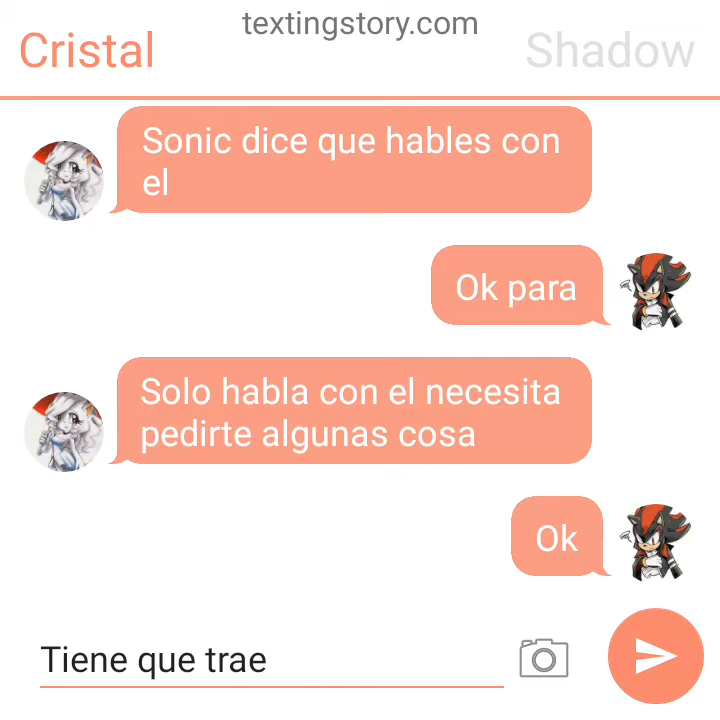 textingstory.com
Cristal
Shadow
Sonic dice que hables con
el
Ok para
Solo habla con el necesita
pedirte algunas cosa
Ok
Tiene que trae